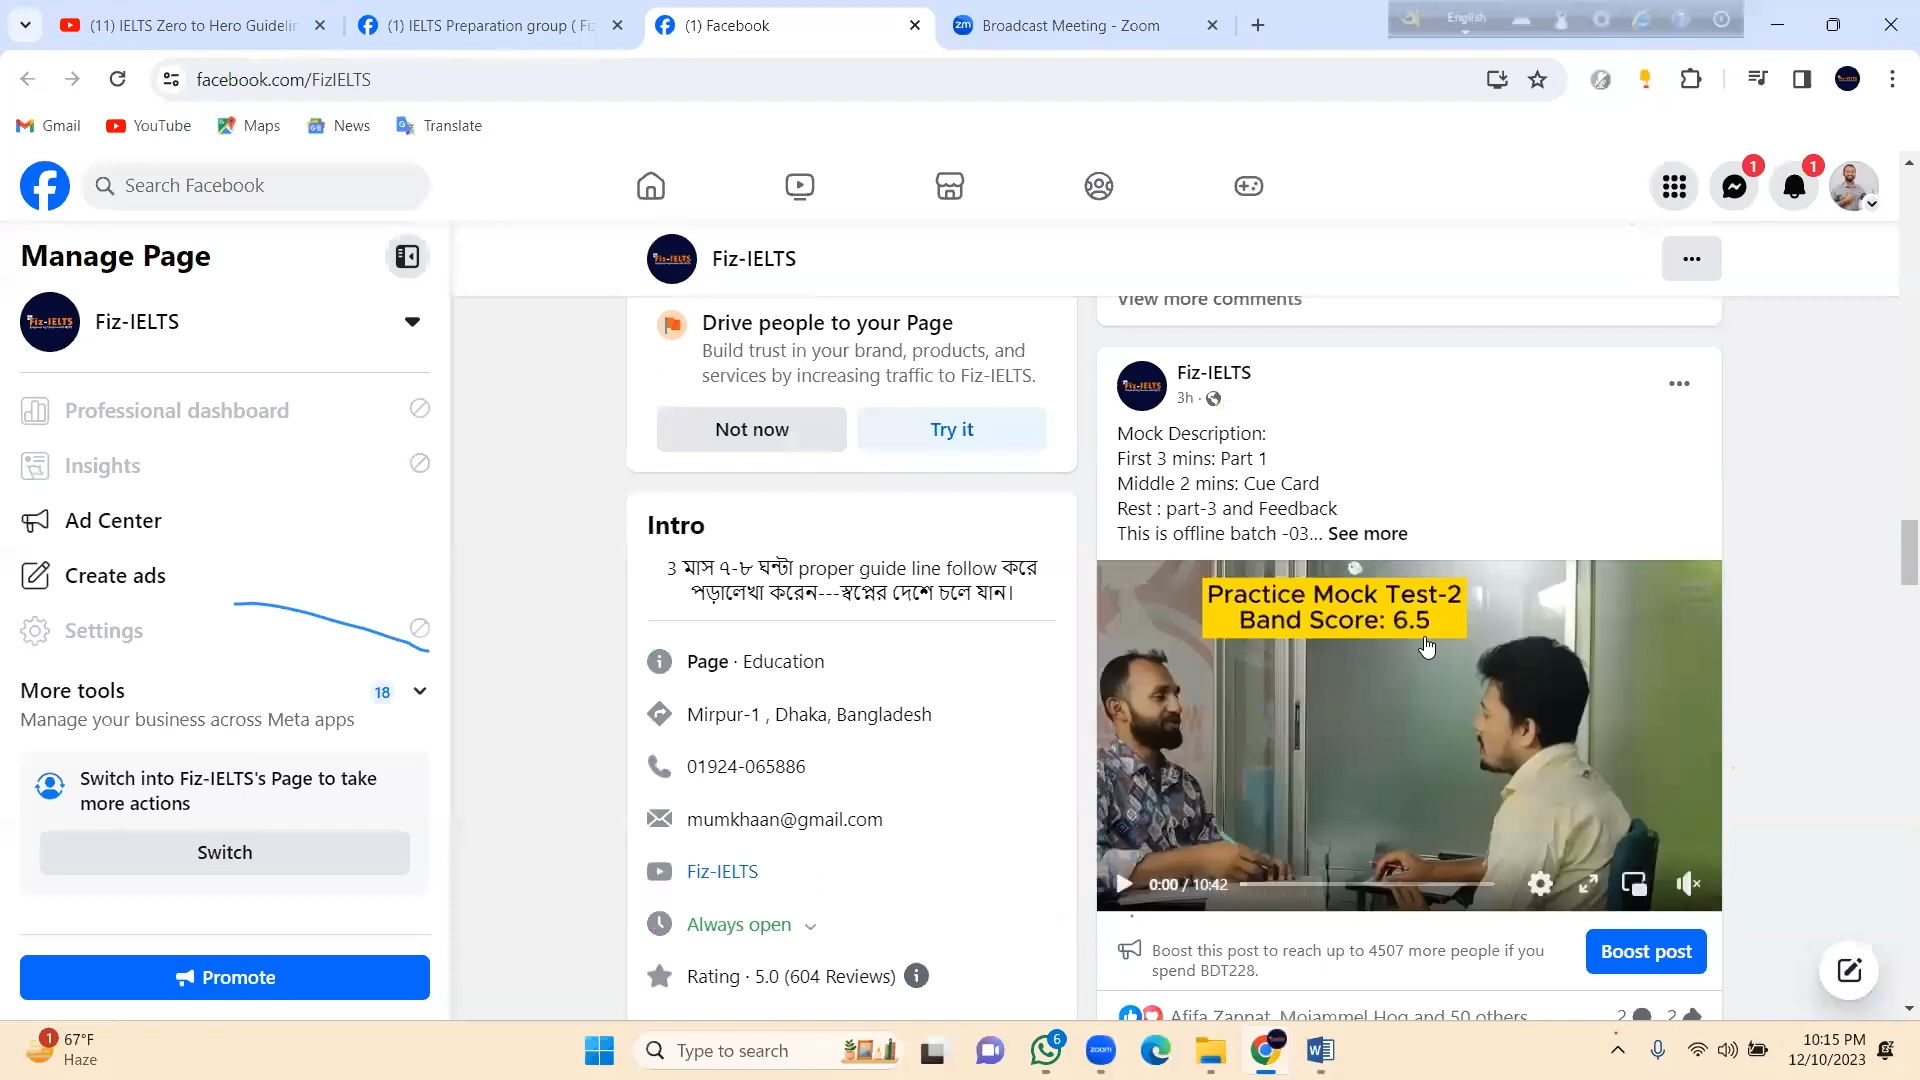 (11) IELTS Zero to Hero Guidelin
(1) IELTS Preparation group ( Fiz
(1) Facebook
Broadcast Meeting - Zoom
English
facebook.com/FizIELTS
Gmail
YouTube
Maps
News
Translate
Search Facebook
1
1
Manage Page
Fiz-IELTS
Professional dashboard
Insights
Ad Center
Create ads
Settings
More tools
18
Manage your business across Meta apps
Switch into Fiz-IELTS's Page to take
more actions
Switch
Promote
Fiz-IELTS
Drive people to your Page
Build trust in your brand, products, and
services by increasing traffic to Fiz-IELTS.
Not now
Try it
Intro
3 মাস ৭-৮ ঘন্টা proper guide line follow করে
পড়ালেখা করেন---স্বপ্নের দেশে চলে যান।
Page · Education
Mirpur-1 , Dhaka, Bangladesh
01924-065886
mumkhaan@gmail.com
Fiz-IELTS
Always open
Rating · 5.0 (604 Reviews)
View more comments
Fiz-IELTS
3h ·
Mock Description:
First 3 mins: Part 1
Middle 2 mins: Cue Card
Rest : part-3 and Feedback
This is offline batch -03... See more
Practice Mock Test-2
Band Score: 6.5
0:00 / 10:42
Boost this post to reach up to 4507 more people if you
spend BDT228.
Boost post
Afifa Zannat, Mojammel Hoq and 50 others
2
2
1
67°F
Haze
Type to search
6
zoom
10:15 PM
12/10/2023